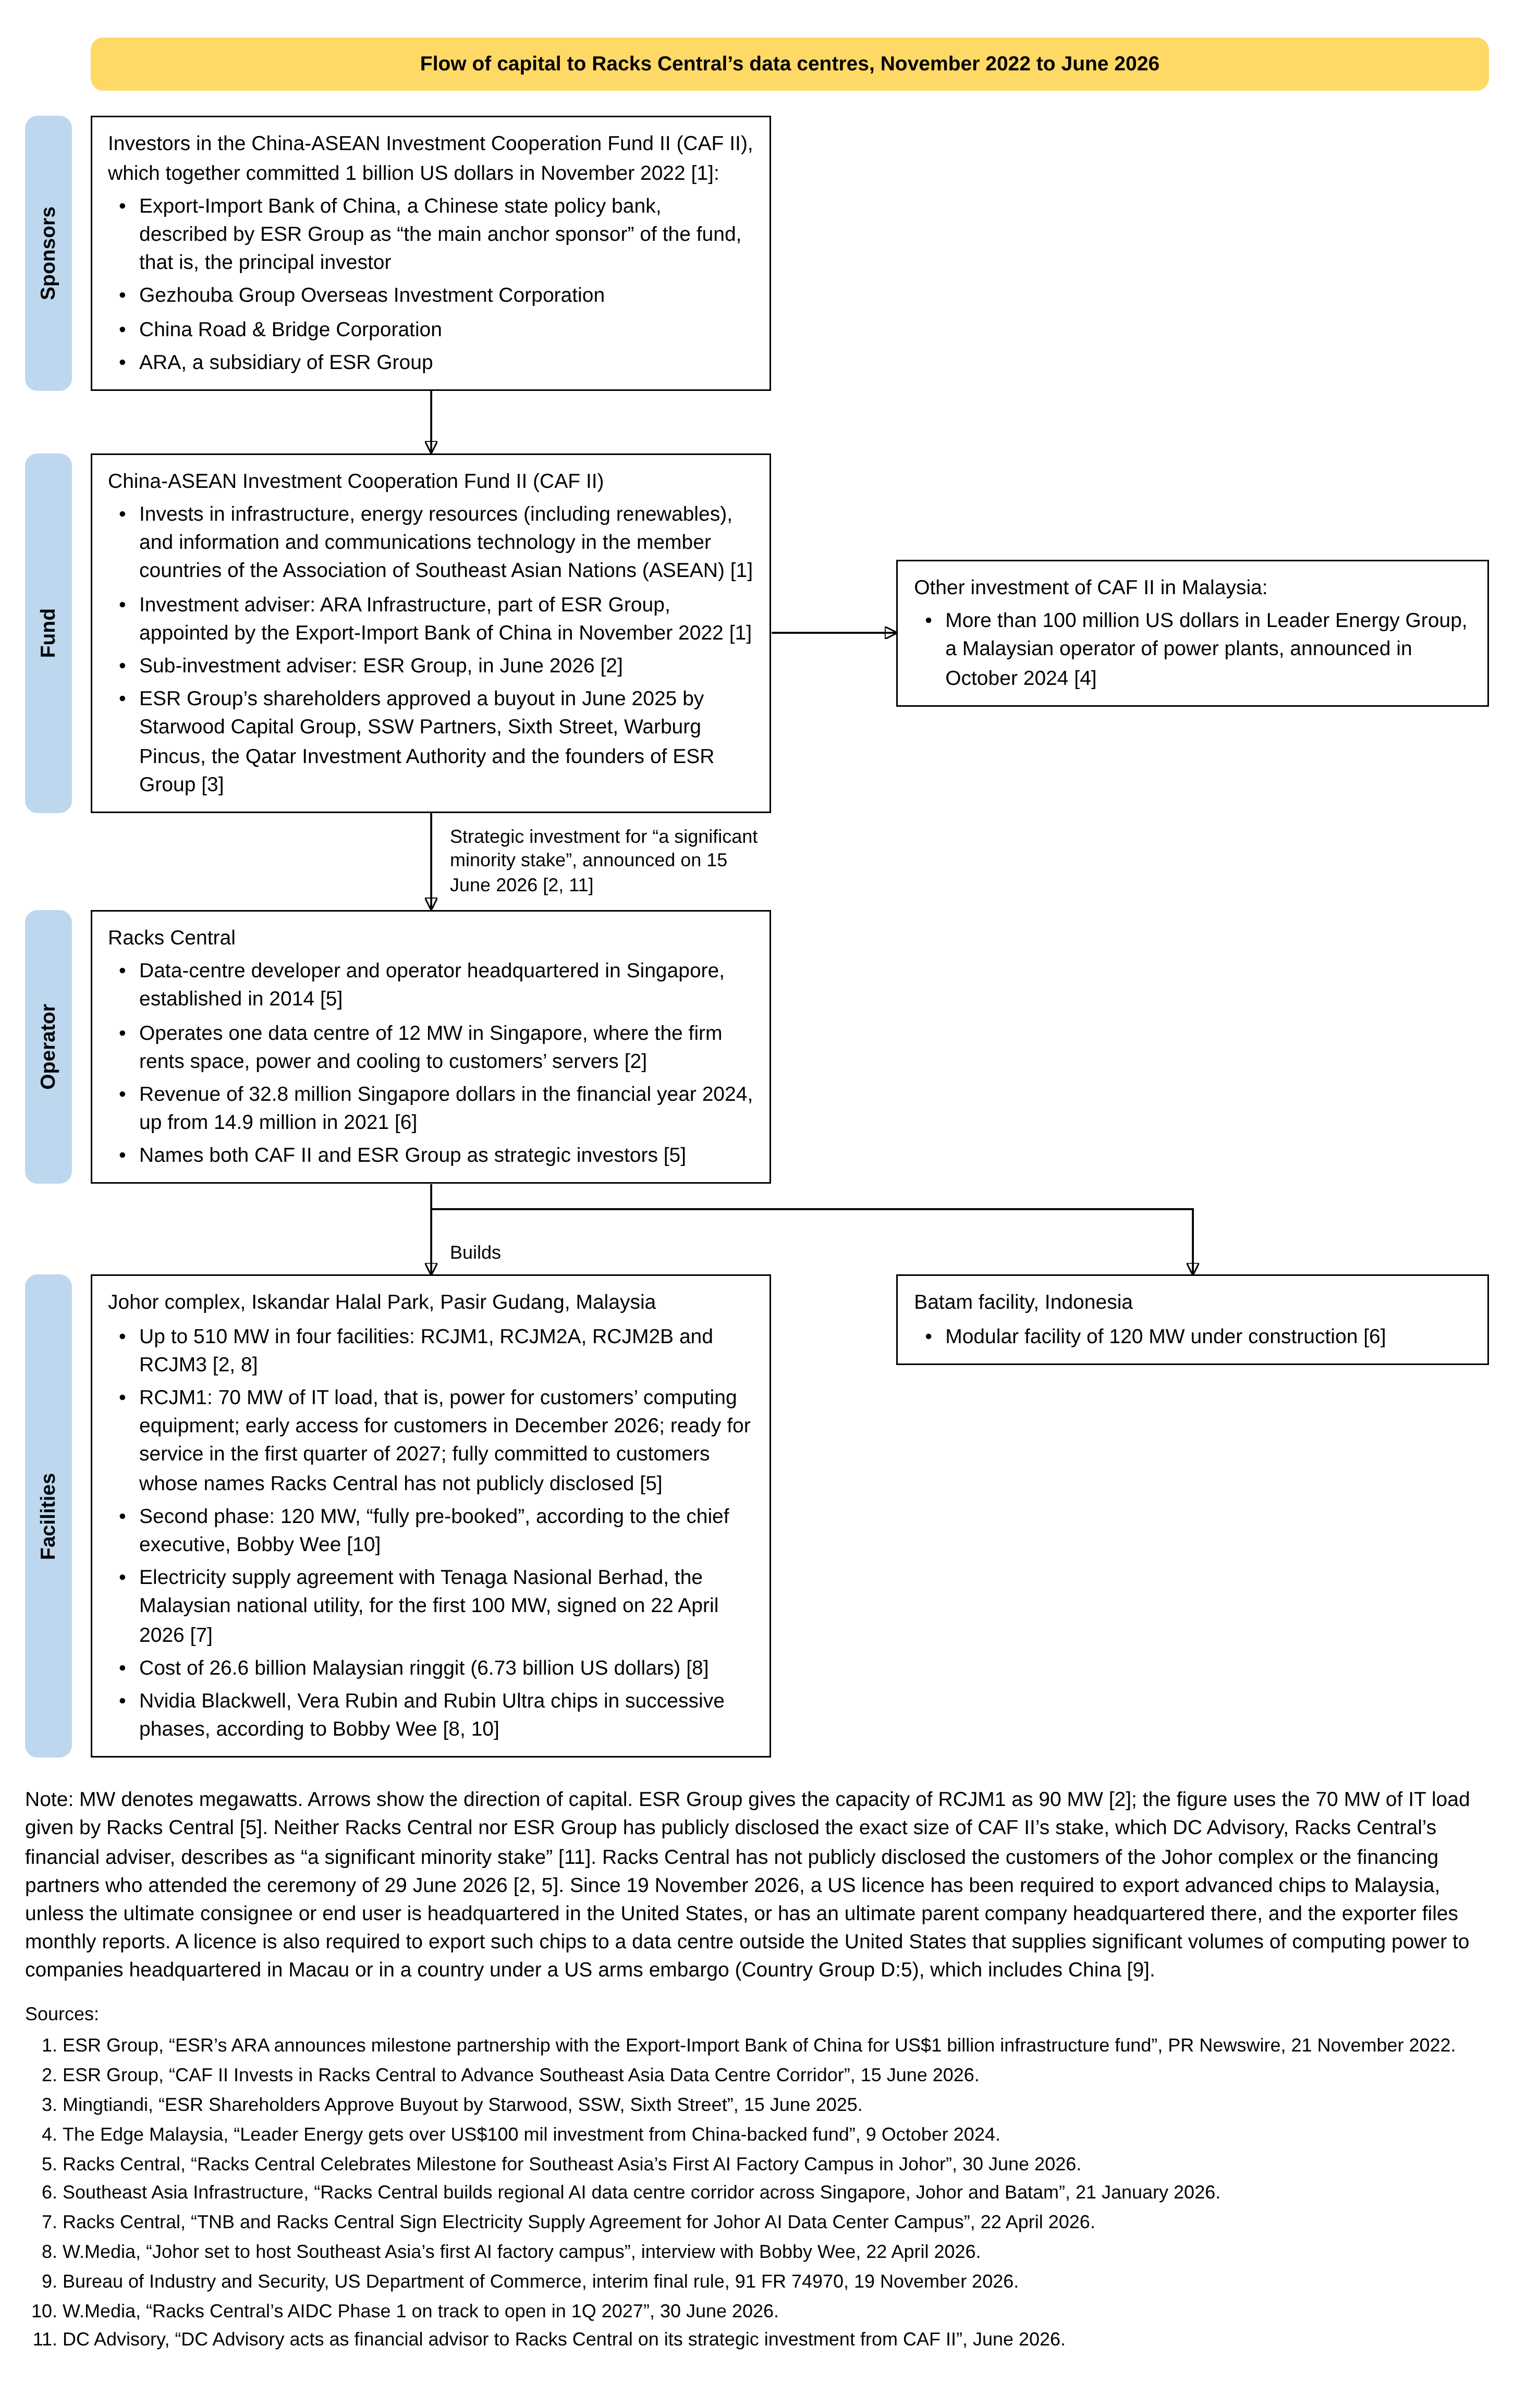 Flow of capital to Racks Central’s data centres, November 2022 to June 2026
Sponsors
Investors in the China-ASEAN Investment Cooperation Fund II (CAF II),
which together committed 1 billion US dollars in November 2022 [1]:
• Export-Import Bank of China, a Chinese state policy bank,
described by ESR Group as “the main anchor sponsor” of the fund,
that is, the principal investor
• Gezhouba Group Overseas Investment Corporation
• China Road & Bridge Corporation
• ARA, a subsidiary of ESR Group
Fund
China-ASEAN Investment Cooperation Fund II (CAF II)
• Invests in infrastructure, energy resources (including renewables),
and information and communications technology in the member
countries of the Association of Southeast Asian Nations (ASEAN) [1]
• Investment adviser: ARA Infrastructure, part of ESR Group,
appointed by the Export-Import Bank of China in November 2022 [1]
• Sub-investment adviser: ESR Group, in June 2026 [2]
• ESR Group’s shareholders approved a buyout in June 2025 by
Starwood Capital Group, SSW Partners, Sixth Street, Warburg
Pincus, the Qatar Investment Authority and the founders of ESR
Group [3]
Other investment of CAF II in Malaysia:
• More than 100 million US dollars in Leader Energy Group,
a Malaysian operator of power plants, announced in
October 2024 [4]
Strategic investment for “a significant
minority stake”, announced on 15
June 2026 [2, 11]
Operator
Racks Central
• Data-centre developer and operator headquartered in Singapore,
established in 2014 [5]
• Operates one data centre of 12 MW in Singapore, where the firm
rents space, power and cooling to customers’ servers [2]
• Revenue of 32.8 million Singapore dollars in the financial year 2024,
up from 14.9 million in 2021 [6]
• Names both CAF II and ESR Group as strategic investors [5]
Builds
Facilities
Johor complex, Iskandar Halal Park, Pasir Gudang, Malaysia
• Up to 510 MW in four facilities: RCJM1, RCJM2A, RCJM2B and
RCJM3 [2, 8]
• RCJM1: 70 MW of IT load, that is, power for customers’ computing
equipment; early access for customers in December 2026; ready for
service in the first quarter of 2027; fully committed to customers
whose names Racks Central has not publicly disclosed [5]
• Second phase: 120 MW, “fully pre-booked”, according to the chief
executive, Bobby Wee [10]
• Electricity supply agreement with Tenaga Nasional Berhad, the
Malaysian national utility, for the first 100 MW, signed on 22 April
2026 [7]
• Cost of 26.6 billion Malaysian ringgit (6.73 billion US dollars) [8]
• Nvidia Blackwell, Vera Rubin and Rubin Ultra chips in successive
phases, according to Bobby Wee [8, 10]
Batam facility, Indonesia
• Modular facility of 120 MW under construction [6]
Note: MW denotes megawatts. Arrows show the direction of capital. ESR Group gives the capacity of RCJM1 as 90 MW [2]; the figure uses the 70 MW of IT load
given by Racks Central [5]. Neither Racks Central nor ESR Group has publicly disclosed the exact size of CAF II’s stake, which DC Advisory, Racks Central’s
financial adviser, describes as “a significant minority stake” [11]. Racks Central has not publicly disclosed the customers of the Johor complex or the financing
partners who attended the ceremony of 29 June 2026 [2, 5]. Since 19 November 2026, a US licence has been required to export advanced chips to Malaysia,
unless the ultimate consignee or end user is headquartered in the United States, or has an ultimate parent company headquartered there, and the exporter files
monthly reports. A licence is also required to export such chips to a data centre outside the United States that supplies significant volumes of computing power to
companies headquartered in Macau or in a country under a US arms embargo (Country Group D:5), which includes China [9].
Sources:
1. ESR Group, “ESR’s ARA announces milestone partnership with the Export-Import Bank of China for US$1 billion infrastructure fund”, PR Newswire, 21 November 2022.
2. ESR Group, “CAF II Invests in Racks Central to Advance Southeast Asia Data Centre Corridor”, 15 June 2026.
3. Mingtiandi, “ESR Shareholders Approve Buyout by Starwood, SSW, Sixth Street”, 15 June 2025.
4. The Edge Malaysia, “Leader Energy gets over US$100 mil investment from China-backed fund”, 9 October 2024.
5. Racks Central, “Racks Central Celebrates Milestone for Southeast Asia’s First AI Factory Campus in Johor”, 30 June 2026.
6. Southeast Asia Infrastructure, “Racks Central builds regional AI data centre corridor across Singapore, Johor and Batam”, 21 January 2026.
7. Racks Central, “TNB and Racks Central Sign Electricity Supply Agreement for Johor AI Data Center Campus”, 22 April 2026.
8. W.Media, “Johor set to host Southeast Asia’s first AI factory campus”, interview with Bobby Wee, 22 April 2026.
9. Bureau of Industry and Security, US Department of Commerce, interim final rule, 91 FR 74970, 19 November 2026.
10. W.Media, “Racks Central’s AIDC Phase 1 on track to open in 1Q 2027”, 30 June 2026.
11. DC Advisory, “DC Advisory acts as financial advisor to Racks Central on its strategic investment from CAF II”, June 2026.